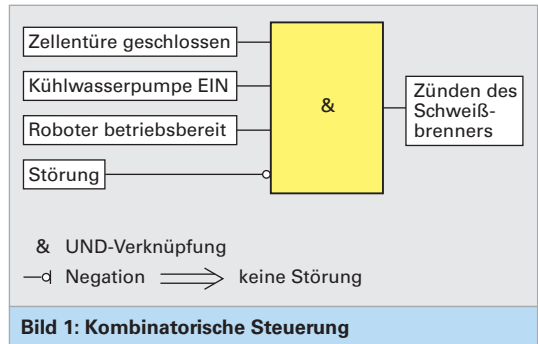 Zellentüre geschlossen
Kühlwasserpumpe EIN
Roboter betriebsbereit
Störung
&
Zünden des
Schweiß-
brenners
& UND-Verknüpfung
Negation keine Störung
Bild 1: Kombinatorische Steuerung